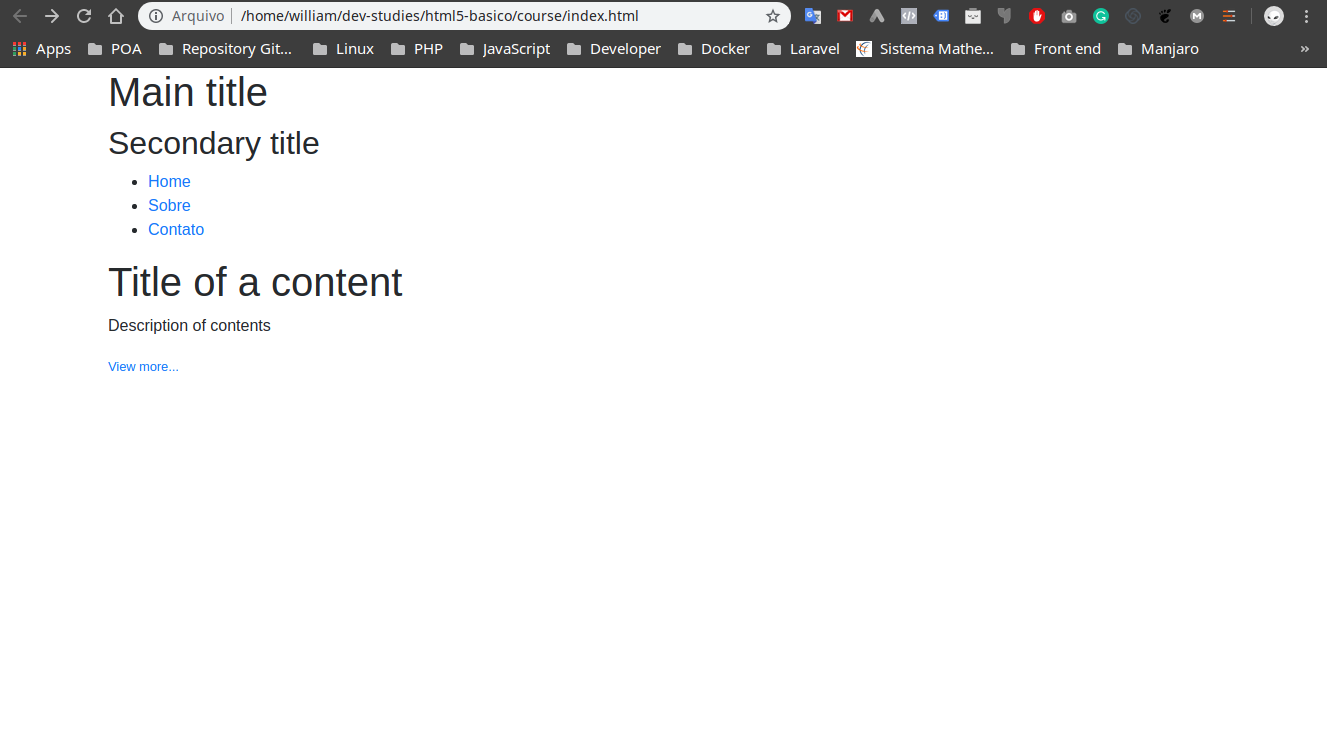 Arquivo /home/william/dev-studies/html5-basico/course/index.html
Apps POA Repository Git... Linux PHP JavaScript Developer Docker Laravel Sistema Mathe... Front end Manjaro »
Main title
Secondary title
Home
Sobre
Contato
Title of a content
Description of contents
View more...